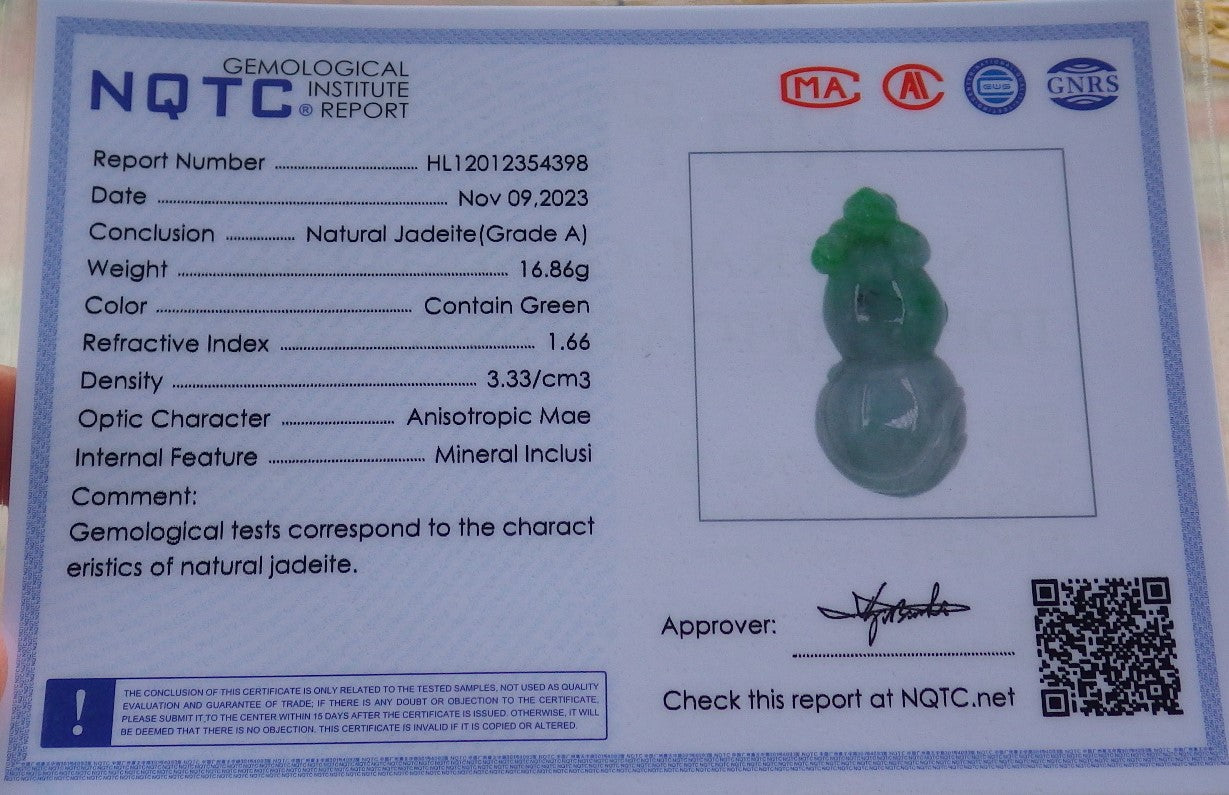 GEMOLOGICAL
NQTC® INSTITUTE
REPORT
MA
AL
GUS
GNRS
Report Number ........ HL12012354398
Date ........ Nov 09,2023
Conclusion ........ Natural Jadeite(Grade A)
Weight ........ 16.86g
Color ........ Contain Green
Refractive Index ........ 1.66
Density ........ 3.33/cm3
Optic Character ........ Anisotropic Mae
Internal Feature ........ Mineral Inclusi
Comment:
Gemological tests correspond to the charact
eristics of natural jadeite.
Approver:
Check this report at NQTC.net
!
THE CONCLUSION OF THIS CERTIFICATE IS ONLY RELATED TO THE TESTED SAMPLES, NOT USED AS QUALITY
EVALUATION AND GUARANTEE OF TRADE; IF THERE IS ANY DOUBT OR OBJECTION TO THE CERTIFICATE,
PLEASE SUBMIT IT TO THE CENTER WITHIN 15 DAYS AFTER THE CERTIFICATE IS ISSUED. OTHERWISE, IT WILL
BE DEEMED THAT THERE IS NO OBJECTION. THIS CERTIFICATE IS INVALID IF IT IS COPIED OR ALTERED.